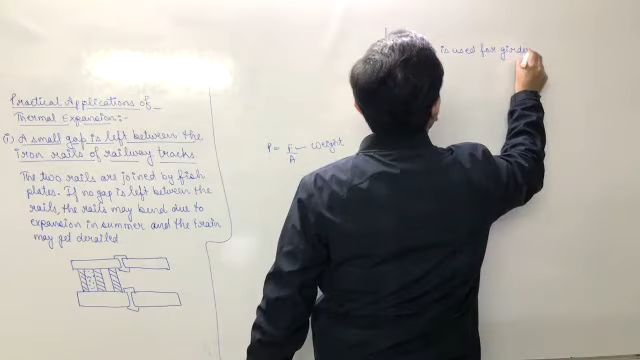 Practical Applications of
Thermal Expansion:-
(i) A small gap is left between the
iron rails of railway tracks.
The two rails are joined by fish
plates. If no gap is left between the
rails, the rails may bend due to
expansion in summer and the train
may get derailed.
is used for girder
P = F/A — Weight